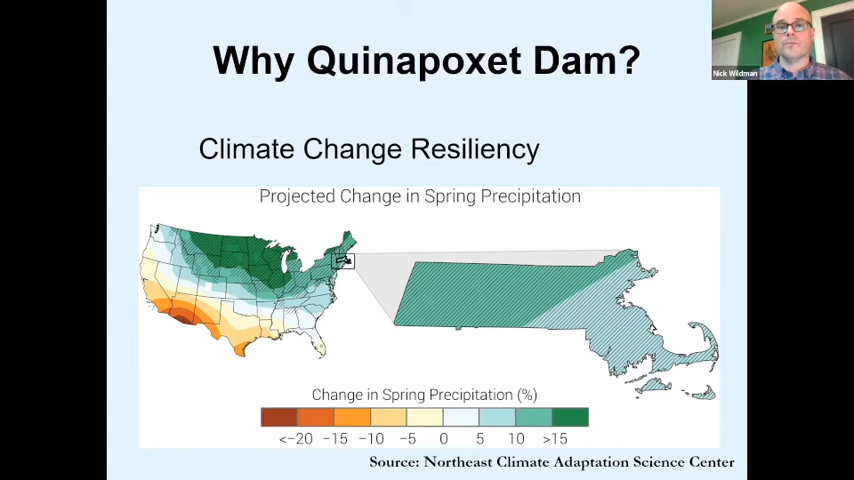 Why Quinapoxet Dam?
Nick Wildman
Climate Change Resiliency
Projected Change in Spring Precipitation
Change in Spring Precipitation (%)
<−20 −15 −10 −5 0 5 10 >15
Source: Northeast Climate Adaptation Science Center